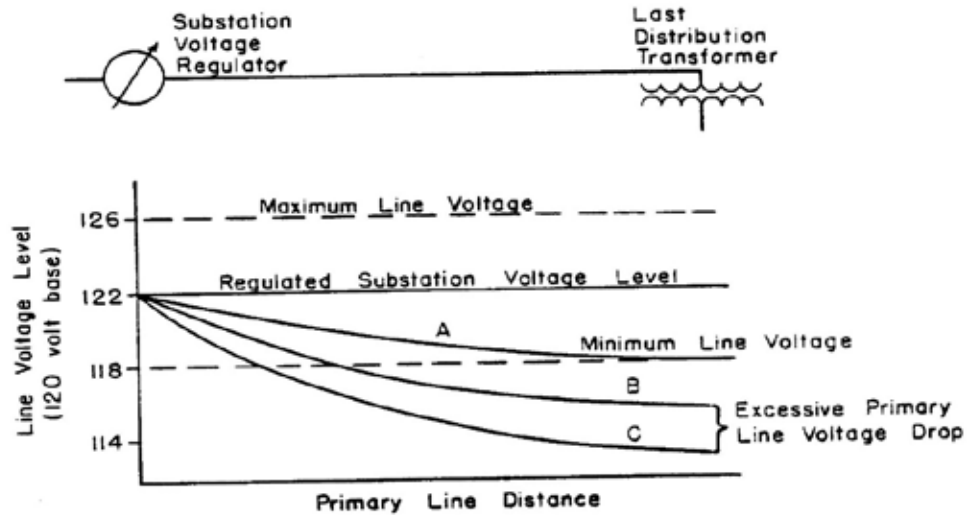 Substation
Voltage
Regulator
Last
Distribution
Transformer
Line Voltage Level
(120 volt base)
126
122
118
114
Maximum Line Voltage
Regulated Substation Voltage Level
A
Minimum Line Voltage
B
C
Excessive Primary
Line Voltage Drop
Primary Line Distance